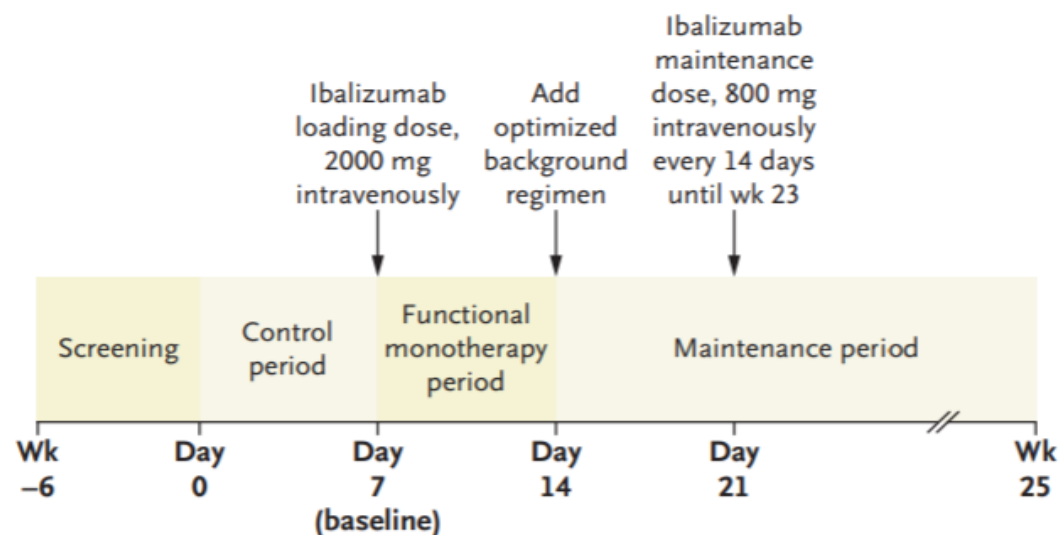 Ibalizumab
loading dose,
2000 mg
intravenously
Add
optimized
background
regimen
Ibalizumab
maintenance
dose, 800 mg
intravenously
every 14 days
until wk 23
Screening
Control
period
Functional
monotherapy
period
Maintenance period
Wk
–6
Day
0
Day
7
(baseline)
Day
14
Day
21
Wk
25